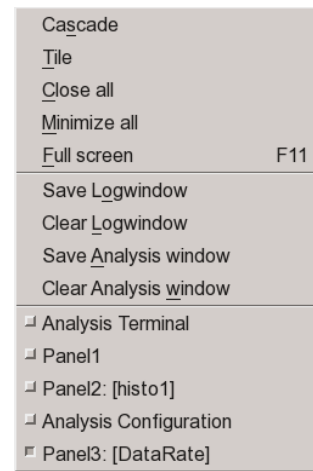 Cascade
Tile
Close all
Minimize all
Full screen F11
Save Logwindow
Clear Logwindow
Save Analysis window
Clear Analysis window
Analysis Terminal
Panel1
Panel2: [histo1]
Analysis Configuration
Panel3: [DataRate]